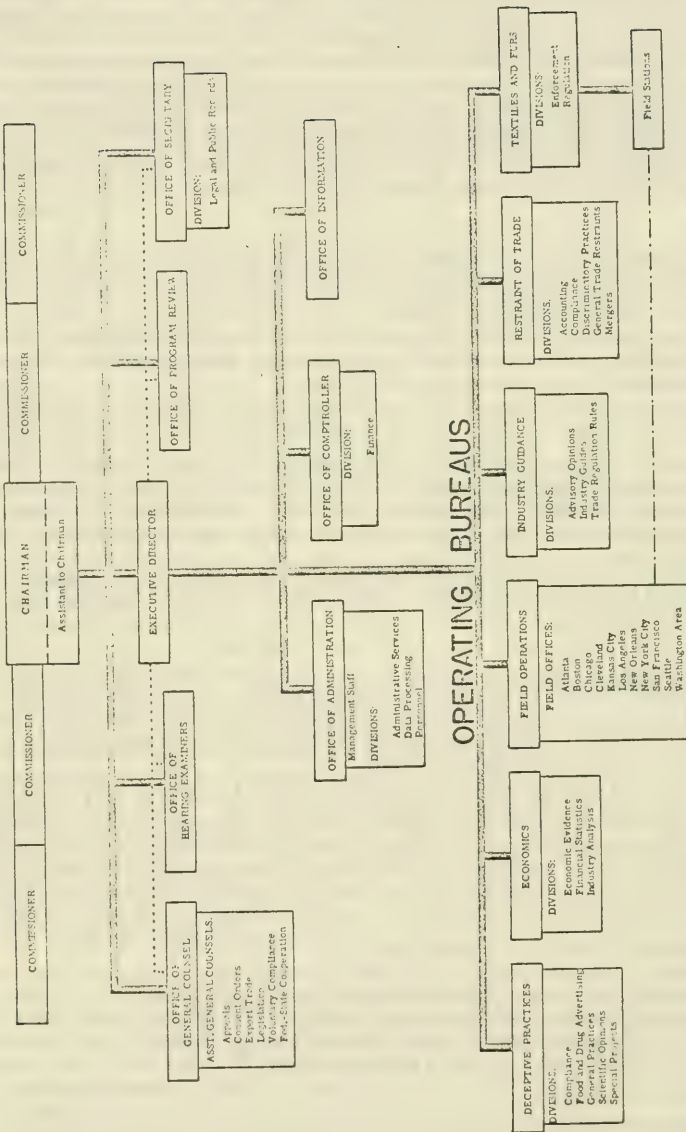 COMMISSIONER
COMMISSIONER
CHAIRMAN
Assistant to Chairman
COMMISSIONER
COMMISSIONER
EXECUTIVE DIRECTOR
OFFICE OF
GENERAL COUNSEL
ASST. GENERAL COUNSELS:
Appeals
Consent Orders
Export Trade
Legislation
Voluntary Compliance
Fed.-State Cooperation
OFFICE OF
HEARING EXAMINERS
OFFICE OF PROGRAM REVIEW
OFFICE OF SECRETARY
DIVISION:
Legal and Public Records
OFFICE OF ADMINISTRATION
Management Staff
DIVISIONS:
Administrative Services
Data Processing
Personnel
OFFICE OF COMPTROLLER
DIVISION:
Finance
OFFICE OF INFORMATION
OPERATING BUREAUS
DECEPTIVE PRACTICES
DIVISIONS.
Compliance
Food and Drug Advertising
General Practices
Scientific Opinions
Special Projects
ECONOMICS
DIVISIONS:
Economic Evidence
Financial Statistics
Industry Analysis
FIELD OPERATIONS
FIELD OFFICES:
Atlanta
Boston
Chicago
Cleveland
Kansas City
Los Angeles
New Orleans
New York City
San Francisco
Seattle
Washington Area
INDUSTRY GUIDANCE
DIVISIONS.
Advisory Opinions
Industry Guides
Trade Regulation Rules
RESTRAINT OF TRADE
DIVISIONS.
Accounting
Compliance
Discriminatory Practices
General Trade Restraints
Mergers
TEXTILES AND FURS
DIVISIONS:
Enforcement
Regulation
Field Stations